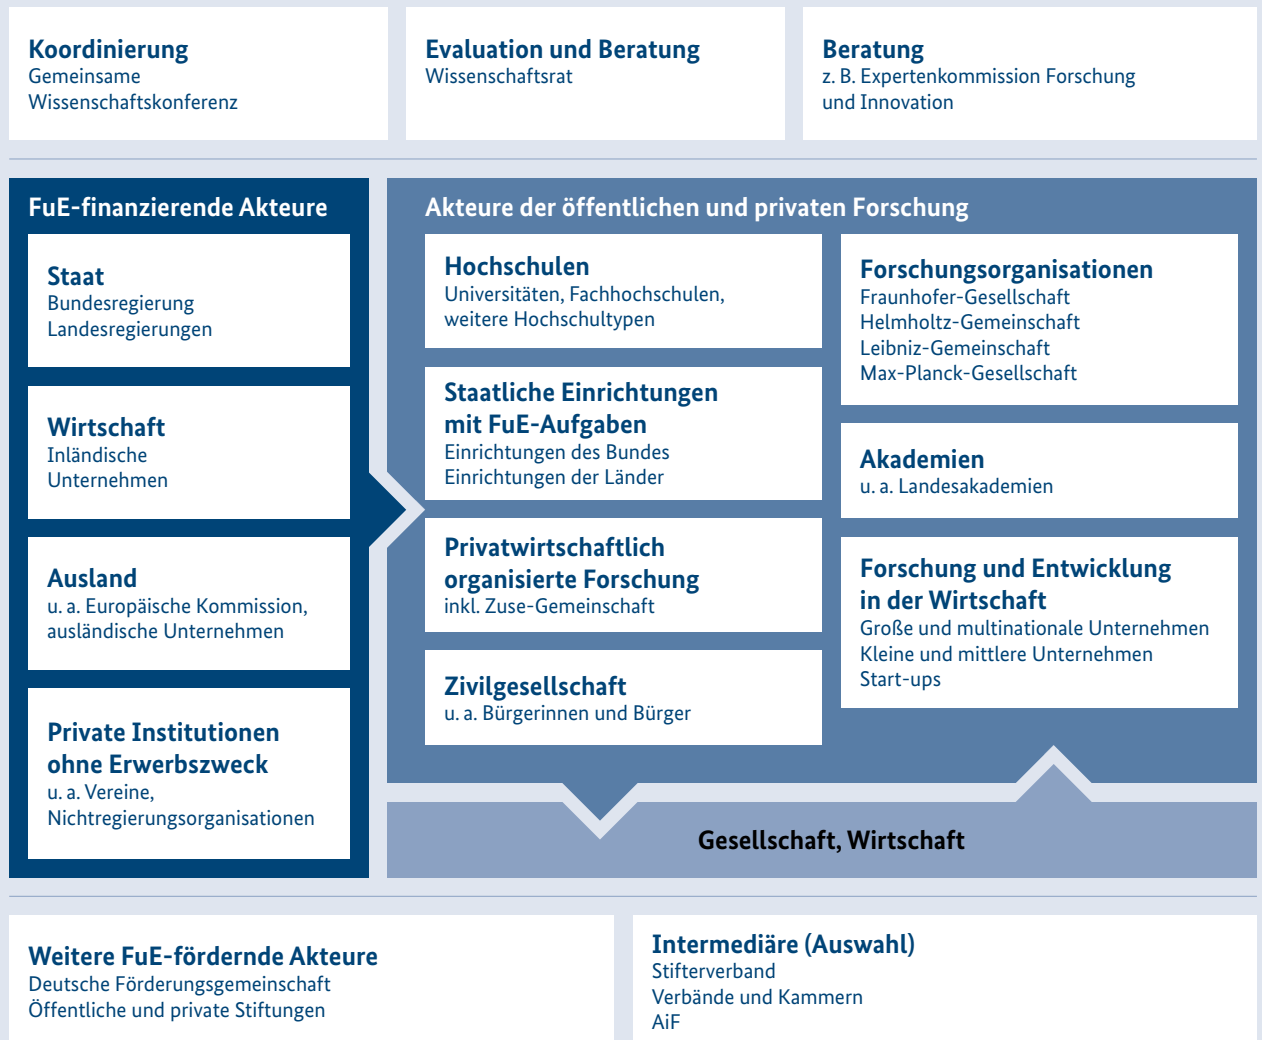 Koordinierung
Gemeinsame
Wissenschaftskonferenz
Evaluation und Beratung
Wissenschaftsrat
Beratung
z. B. Expertenkommission Forschung
und Innovation
FuE-finanzierende Akteure
Staat
Bundesregierung
Landesregierungen
Wirtschaft
Inländische
Unternehmen
Ausland
u. a. Europäische Kommission,
ausländische Unternehmen
Private Institutionen
ohne Erwerbszweck
u. a. Vereine,
Nichtregierungsorganisationen
Akteure der öffentlichen und privaten Forschung
Hochschulen
Universitäten, Fachhochschulen,
weitere Hochschultypen
Staatliche Einrichtungen
mit FuE-Aufgaben
Einrichtungen des Bundes
Einrichtungen der Länder
Privatwirtschaftlich
organisierte Forschung
inkl. Zuse-Gemeinschaft
Zivilgesellschaft
u. a. Bürgerinnen und Bürger
Forschungsorganisationen
Fraunhofer-Gesellschaft
Helmholtz-Gemeinschaft
Leibniz-Gemeinschaft
Max-Planck-Gesellschaft
Akademien
u. a. Landesakademien
Forschung und Entwicklung
in der Wirtschaft
Große und multinationale Unternehmen
Kleine und mittlere Unternehmen
Start-ups
Gesellschaft, Wirtschaft
Weitere FuE-fördernde Akteure
Deutsche Förderungsgemeinschaft
Öffentliche und private Stiftungen
Intermediäre (Auswahl)
Stifterverband
Verbände und Kammern
AiF